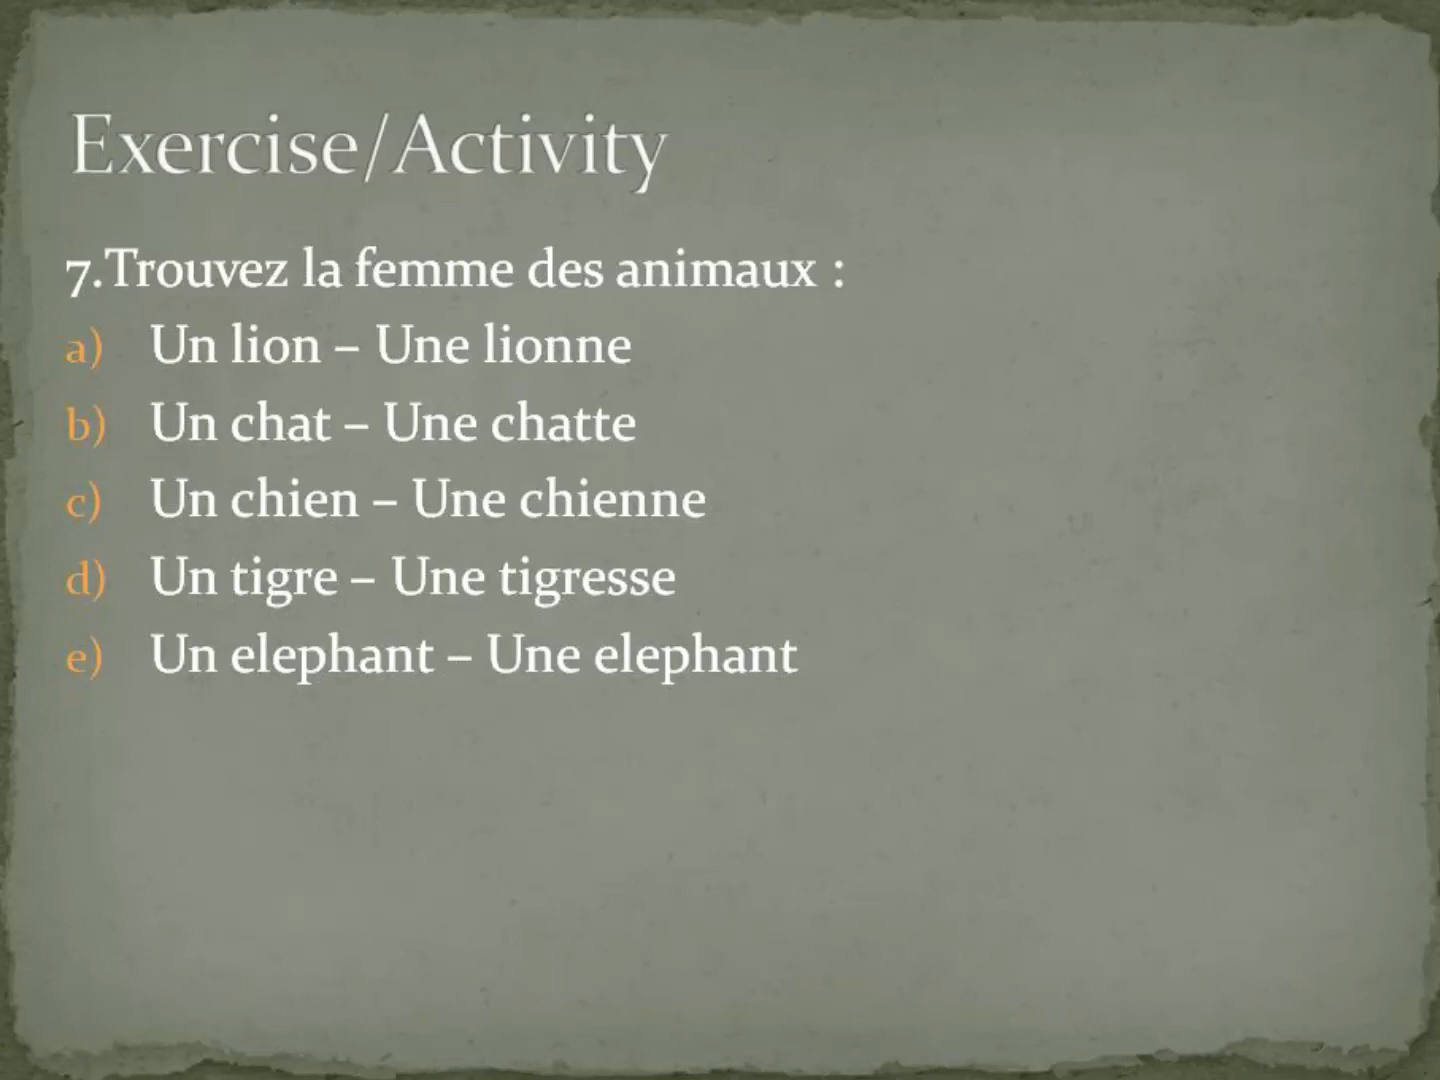 Exercise/Activity
7.Trouvez la femme des animaux :
a) Un lion – Une lionne
b) Un chat – Une chatte
c) Un chien – Une chienne
d) Un tigre – Une tigresse
e) Un elephant – Une elephant